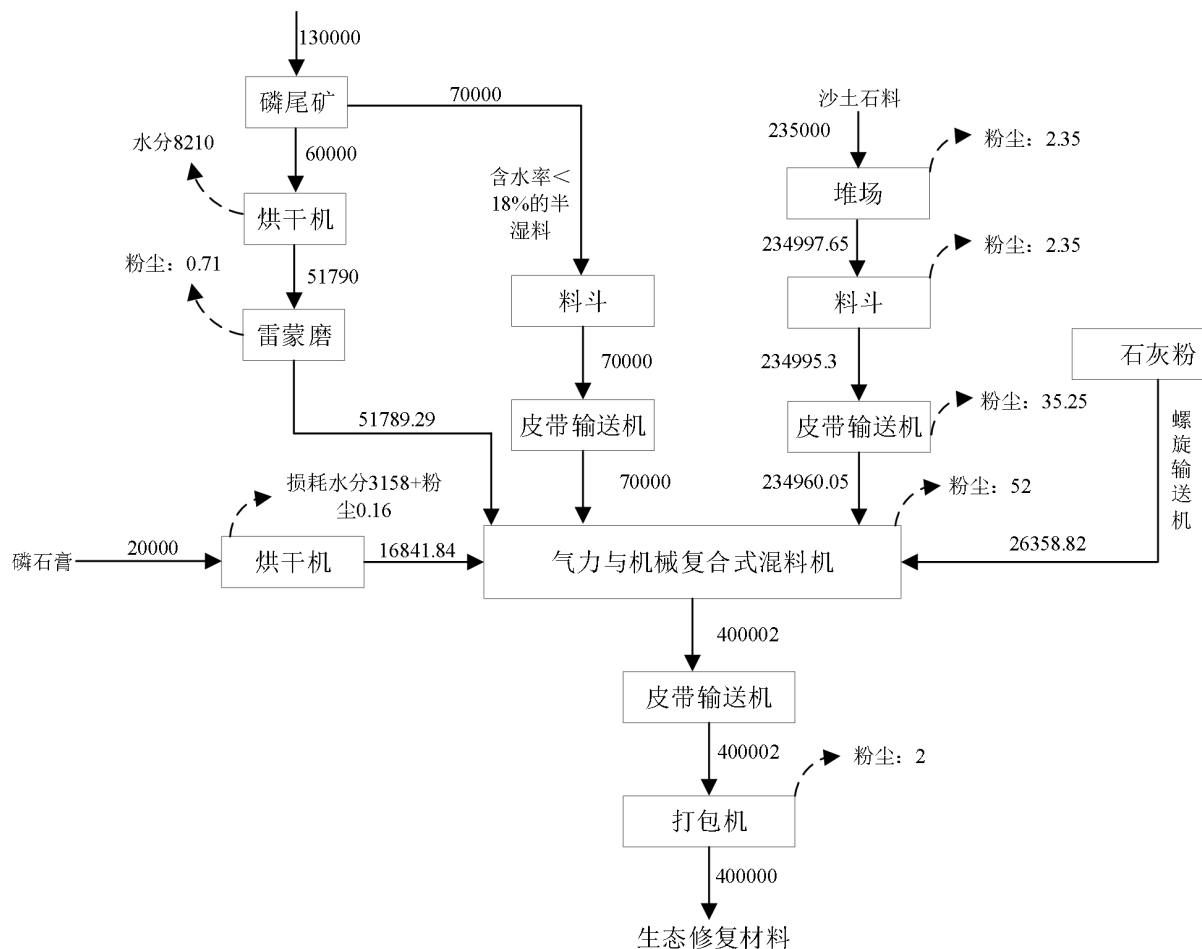 130000
磷尾矿
70000
沙土石料
235000
粉尘：2.35
水分8210
60000
含水率＜
18%的半
湿料
堆场
烘干机
234997.65
粉尘：2.35
粉尘：0.71
51790
料斗
料斗
雷蒙磨
70000
234995.3
石灰粉
51789.29
皮带输送机
皮带输送机
粉尘：35.25
螺旋输送机
70000
234960.05
粉尘：52
损耗水分3158+粉
尘0.16
磷石膏
20000
烘干机
16841.84
气力与机械复合式混料机
26358.82
400002
皮带输送机
400002
粉尘：2
打包机
400000
生态修复材料